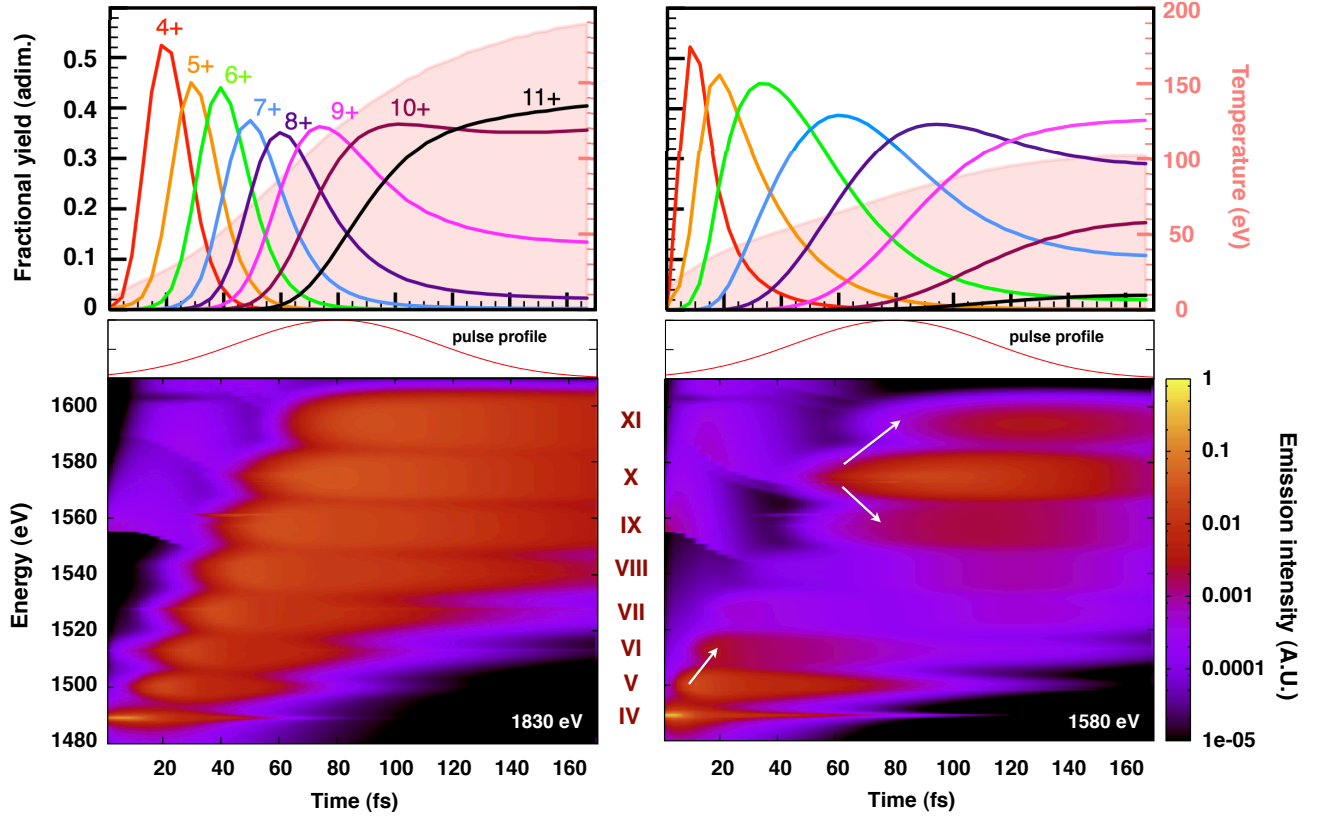 Fractional yield (adim.)
0.5
0.4
0.3
0.2
0.1
0
4+
5+
6+
7+
8+
9+
10+
11+
200
150
100
50
0
Temperature (eV)
pulse profile
pulse profile
Energy (eV)
1600
1580
1560
1540
1520
1500
1480
XI
X
IX
VIII
VII
VI
V
IV
1830 eV
1580 eV
1
0.1
0.01
0.001
0.0001
1e-05
Emission intensity (A.U.)
20 40 60 80 100 120 140 160
Time (fs)
20 40 60 80 100 120 140 160
Time (fs)